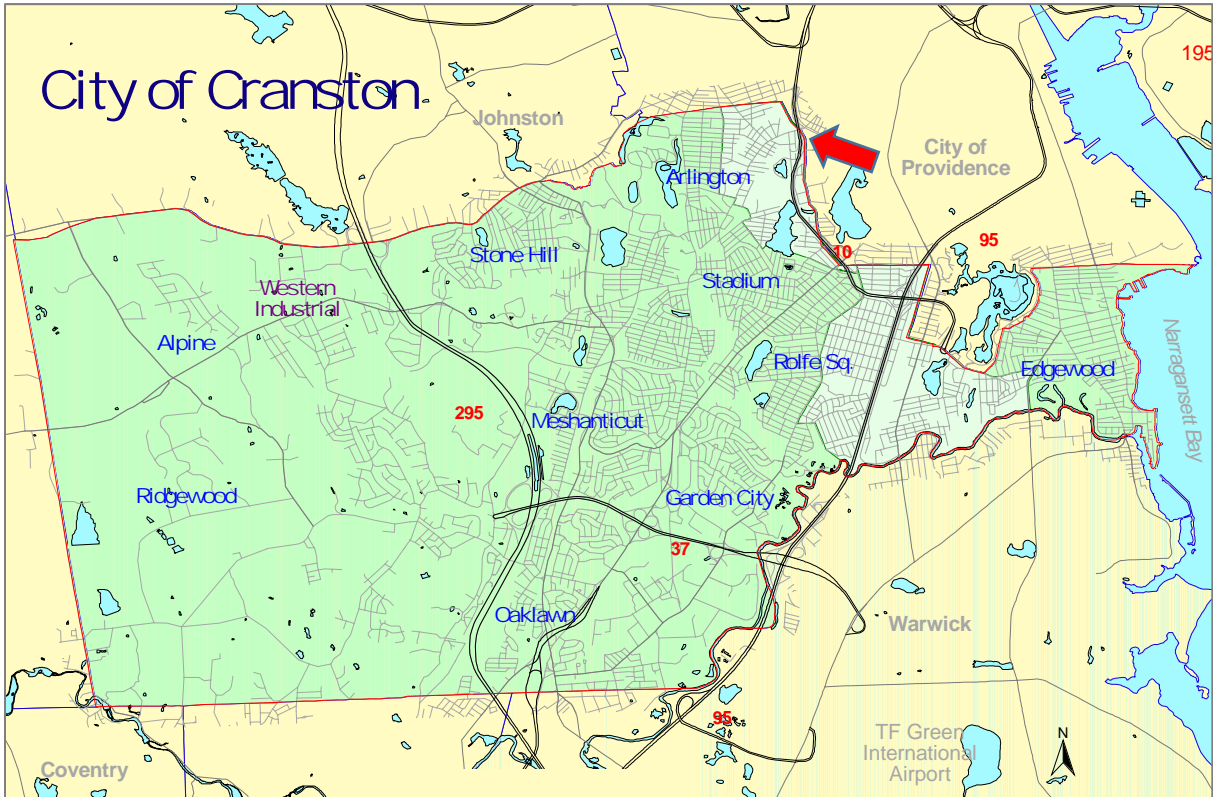 195
City of Cranston
Johnston
City of
Providence
Arlington
10
95
Stone Hill
Stadium
Western
Industrial
Alpine
Narragansett Bay
Rolfe Sq.
Edgewood
295
Meshanticut
Ridgewood
Garden City
37
Oaklawn
Warwick
95
TF Green
International
Airport
N
Coventry